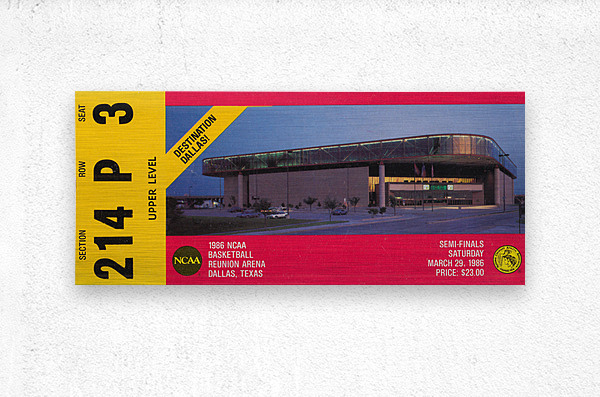 SECTION ROW SEAT
214 P 3
UPPER LEVEL
DESTINATION
DALLAS!
NCAA
1986 NCAA
BASKETBALL
REUNION ARENA
DALLAS, TEXAS
SEMI-FINALS
SATURDAY
MARCH 29, 1986
PRICE: $23.00